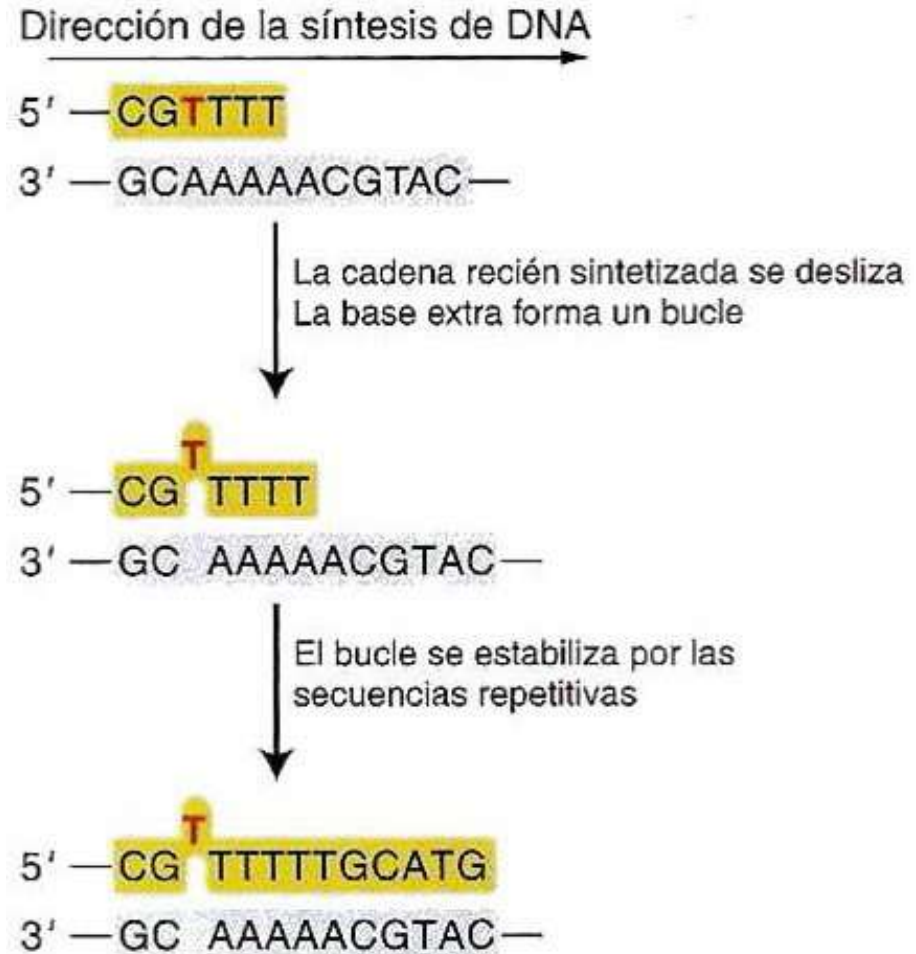 Dirección de la síntesis de DNA
5' — CGTTTT
3' — GCAAAAACGTAC —
La cadena recién sintetizada se desliza
La base extra forma un bucle
T
5' — CG TTTT
3' — GC AAAAACGTAC —
El bucle se estabiliza por las
secuencias repetitivas
T
5' — CG TTTTTGCATG
3' — GC AAAAACGTAC —